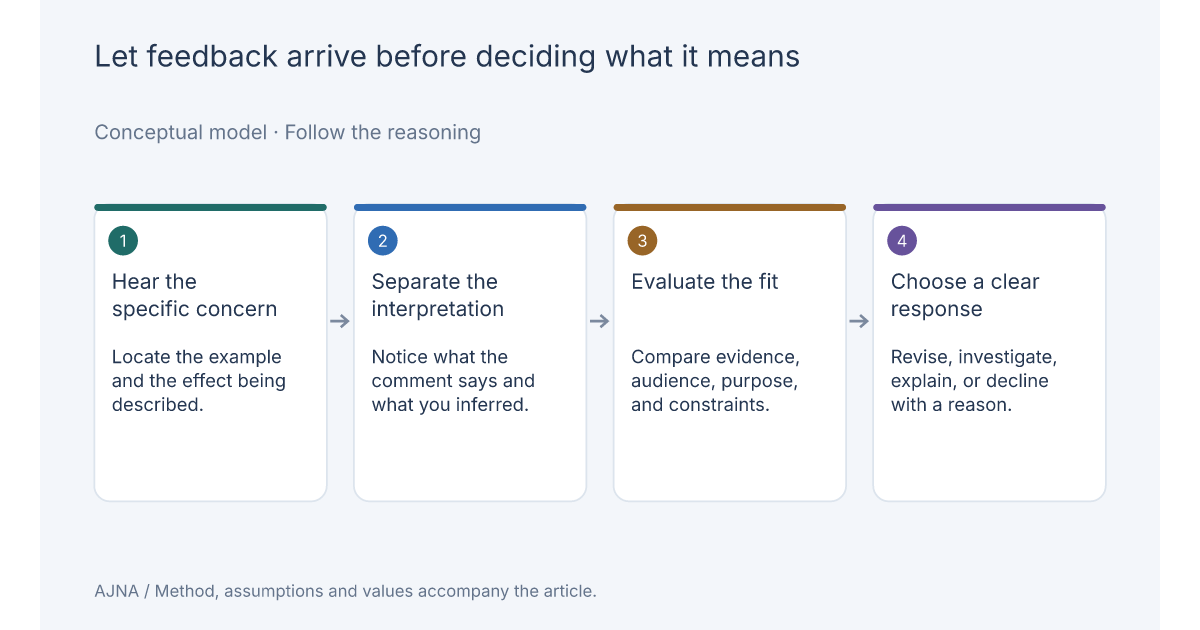 Let feedback arrive before deciding what it means
Conceptual model · Follow the reasoning
1
Hear the
specific concern
Locate the example
and the effect being
described.
2
Separate the
interpretation
Notice what the
comment says and
what you inferred.
3
Evaluate the fit
Compare evidence,
audience, purpose,
and constraints.
4
Choose a clear
response
Revise, investigate,
explain, or decline
with a reason.
AJNA / Method, assumptions and values accompany the article.